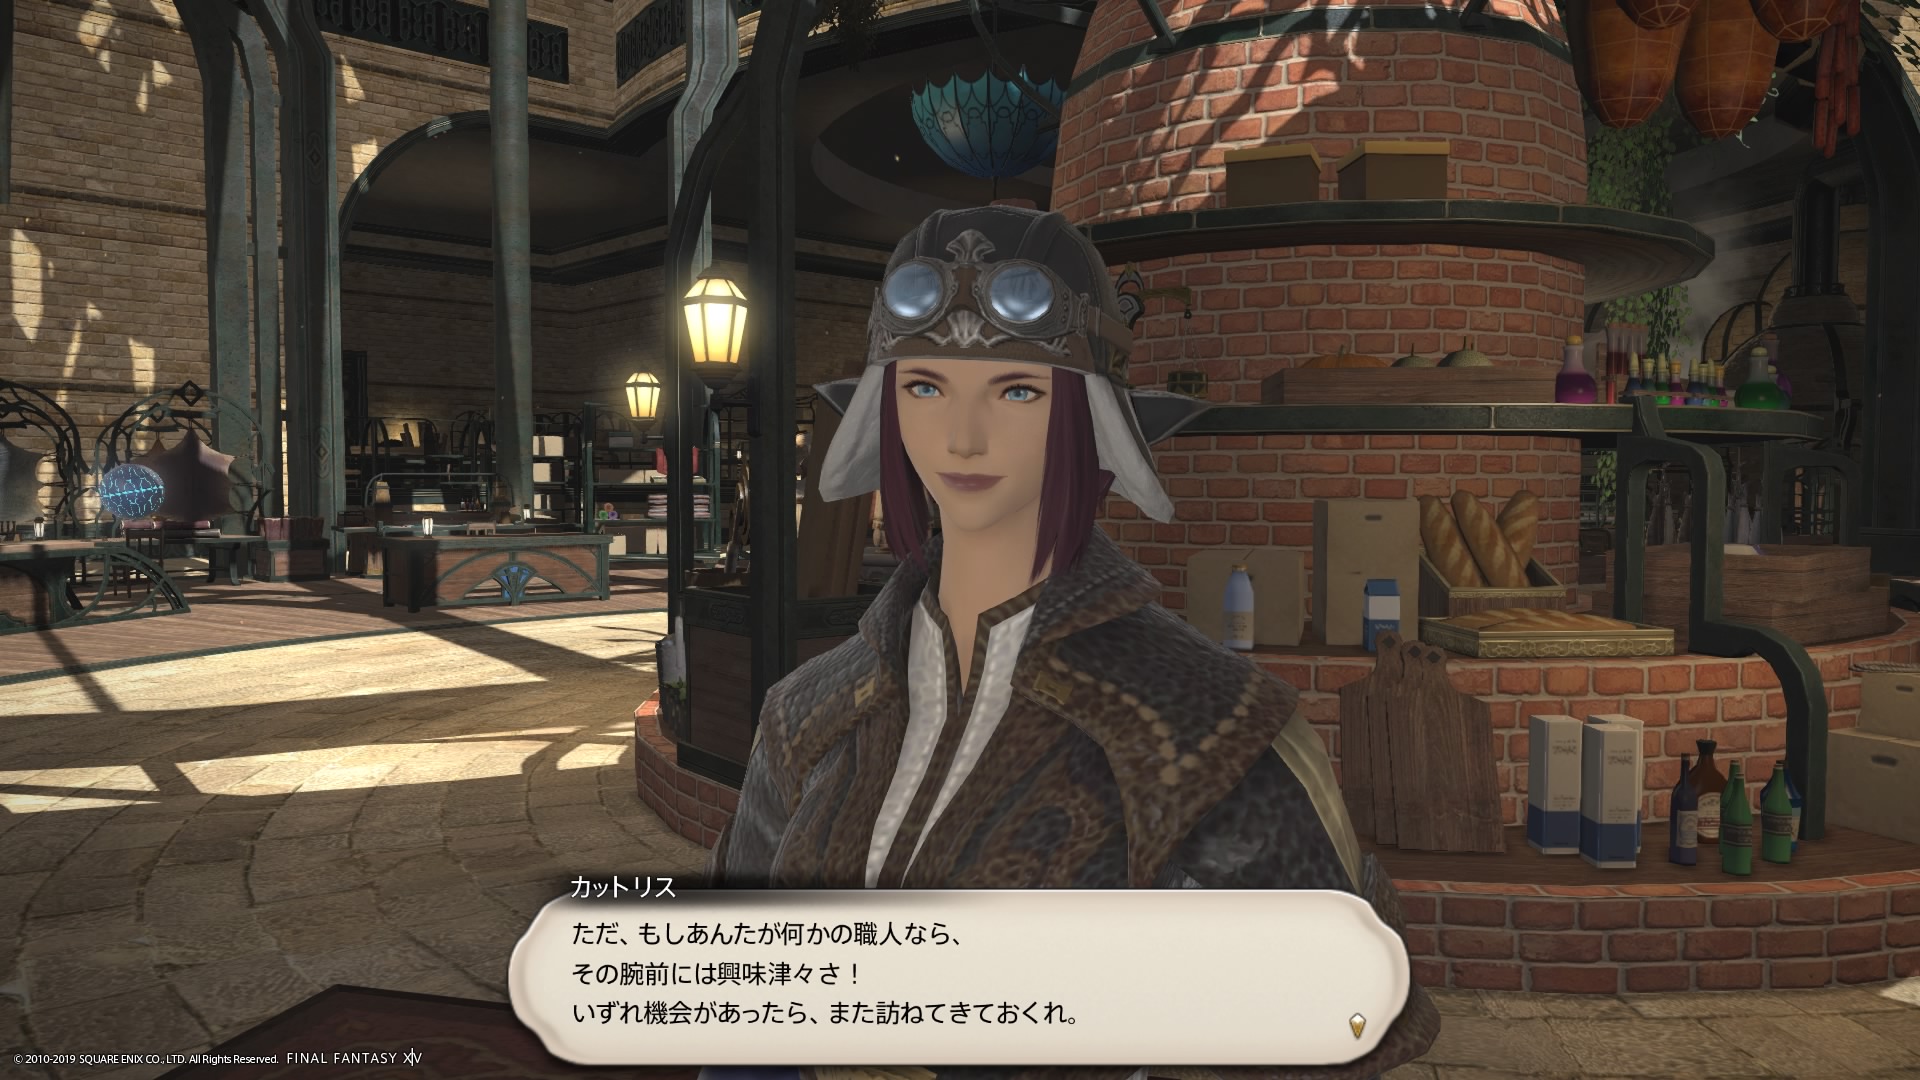 カットリス
ただ、もしあんたが何かの職人なら、
その腕前には興味津々さ！
いずれ機会があったら、また訪ねてきておくれ。
© 2010-2019 SQUARE ENIX CO., LTD. All Rights Reserved. FINAL FANTASY XIV